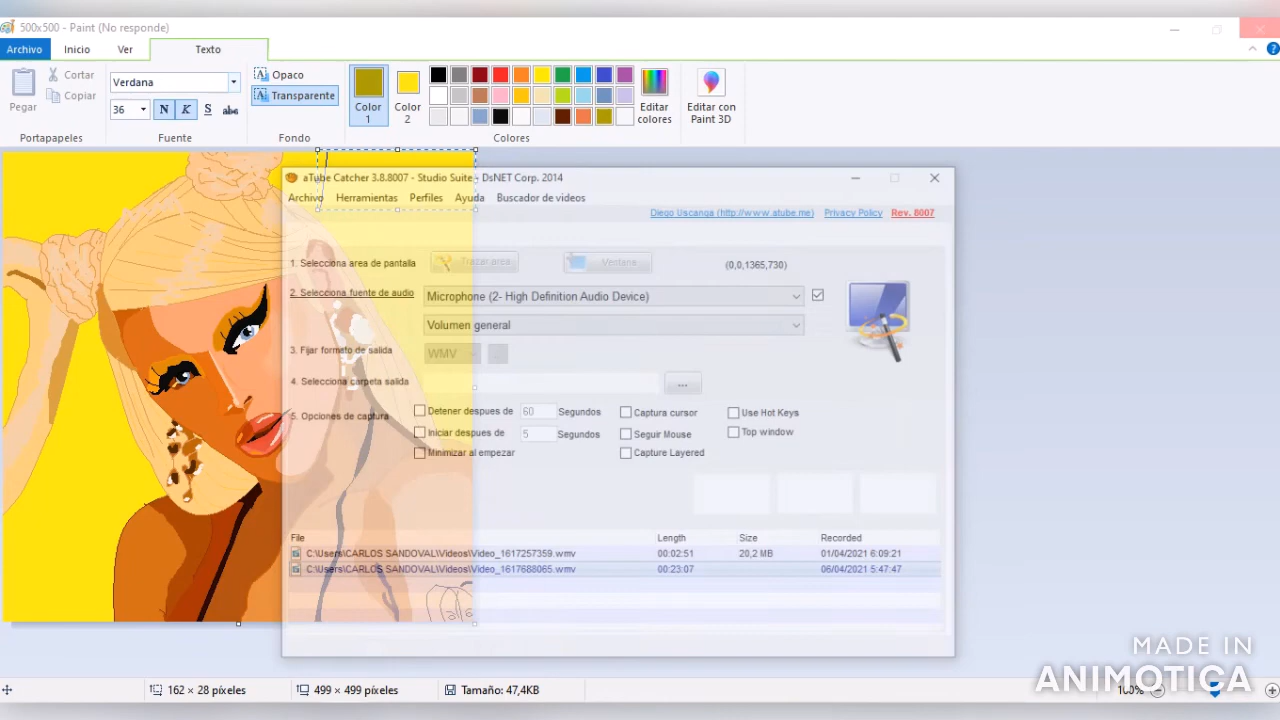 500x500 - Paint (No responde)
Archivo Inicio Ver Texto
Pegar Cortar Copiar
Portapapeles
Verdana
36 N K S abc
Fuente
Opaco
Transparente
Fondo
Color 1 Color 2
Editar colores
Editar con Paint 3D
Colores
aTube Catcher 3.8.8007 - Studio Suite - DsNET Corp. 2014
Archivo Herramientas Perfiles Ayuda Buscador de videos
Diego Uscanga (http://www.atube.me) Privacy Policy Rev. 8007
1. Selecciona area de pantalla Trazar area Ventana (0,0,1365,730)
2. Selecciona fuente de audio Microphone (2- High Definition Audio Device)
Volumen general
3. Fijar formato de salida WMV
4. Selecciona carpeta salida ...
5. Opciones de captura Detener despues de 60 Segundos Captura cursor Use Hot Keys
Iniciar despues de 5 Segundos Seguir Mouse Top window
Minimizar al empezar Capture Layered
File Length Size Recorded
C:\Users\CARLOS SANDOVAL\Videos\Video_1617257359.wmv 00:02:51 20,2 MB 01/04/2021 6:09:21
C:\Users\CARLOS SANDOVAL\Videos\Video_1617688065.wmv 00:23:07 06/04/2021 5:47:47
162 × 28 píxeles 499 × 499 píxeles Tamaño: 47,4KB 100%
MADE IN
ANIMOTICA